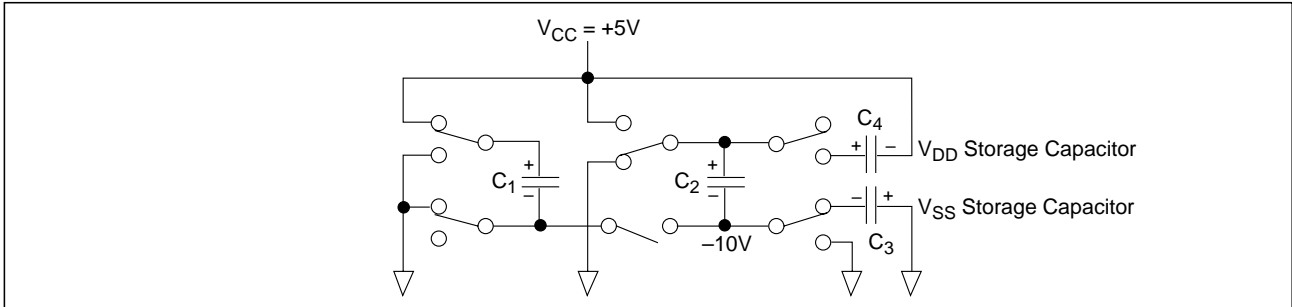 V_CC = +5V
C_4
+ −
V_DD Storage Capacitor
+
C_1
−
+
C_2
−
− +
V_SS Storage Capacitor
−10V
C_3